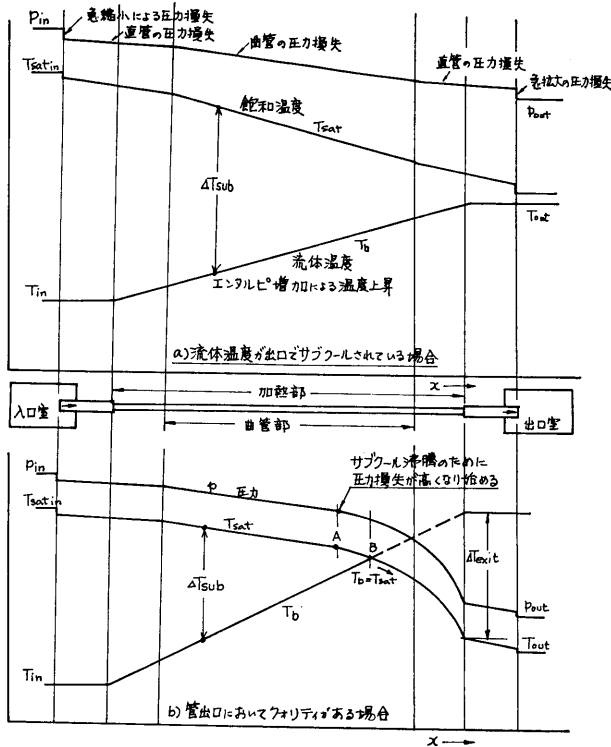 Pin
急縮小による圧力損失
直管の圧力損失
曲管の圧力損失
直管の圧力損失
急拡大の圧力損失
Tsat in
飽和温度
Tsat
Pout
ΔTsub
Tout
Tb
流体温度
エンタルピ増加による温度上昇
Tin
a)流体温度が出口でサブクールされている場合
加熱部
x
入口室
出口室
曲管部
Pin
P
圧力
サブクール沸騰のために
圧力損失が高くなり始める
Tsat in
Tsat
A
B
Tb=Tsat
ΔTexit
ΔTsub
Tb
Pout
Tout
Tin
b)管出口においてクォリティがある場合
x